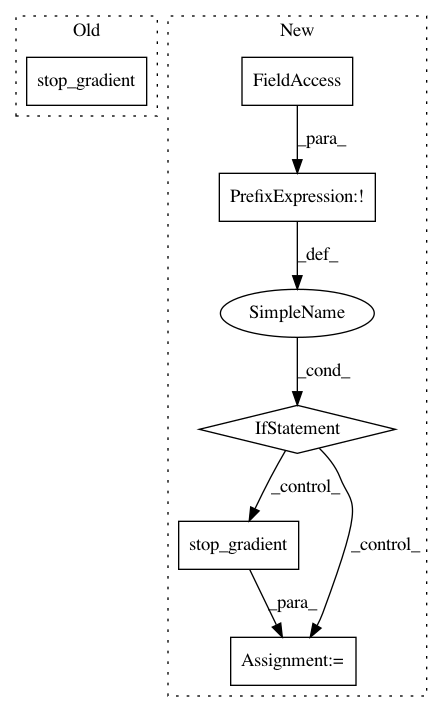 Old
stop_gradient
New
FieldAccess
_para_
PrefixExpression:!
_def_
SimpleName
_cond_
IfStatement
_control_
stop_gradient
_control_
_para_
Assignment:=